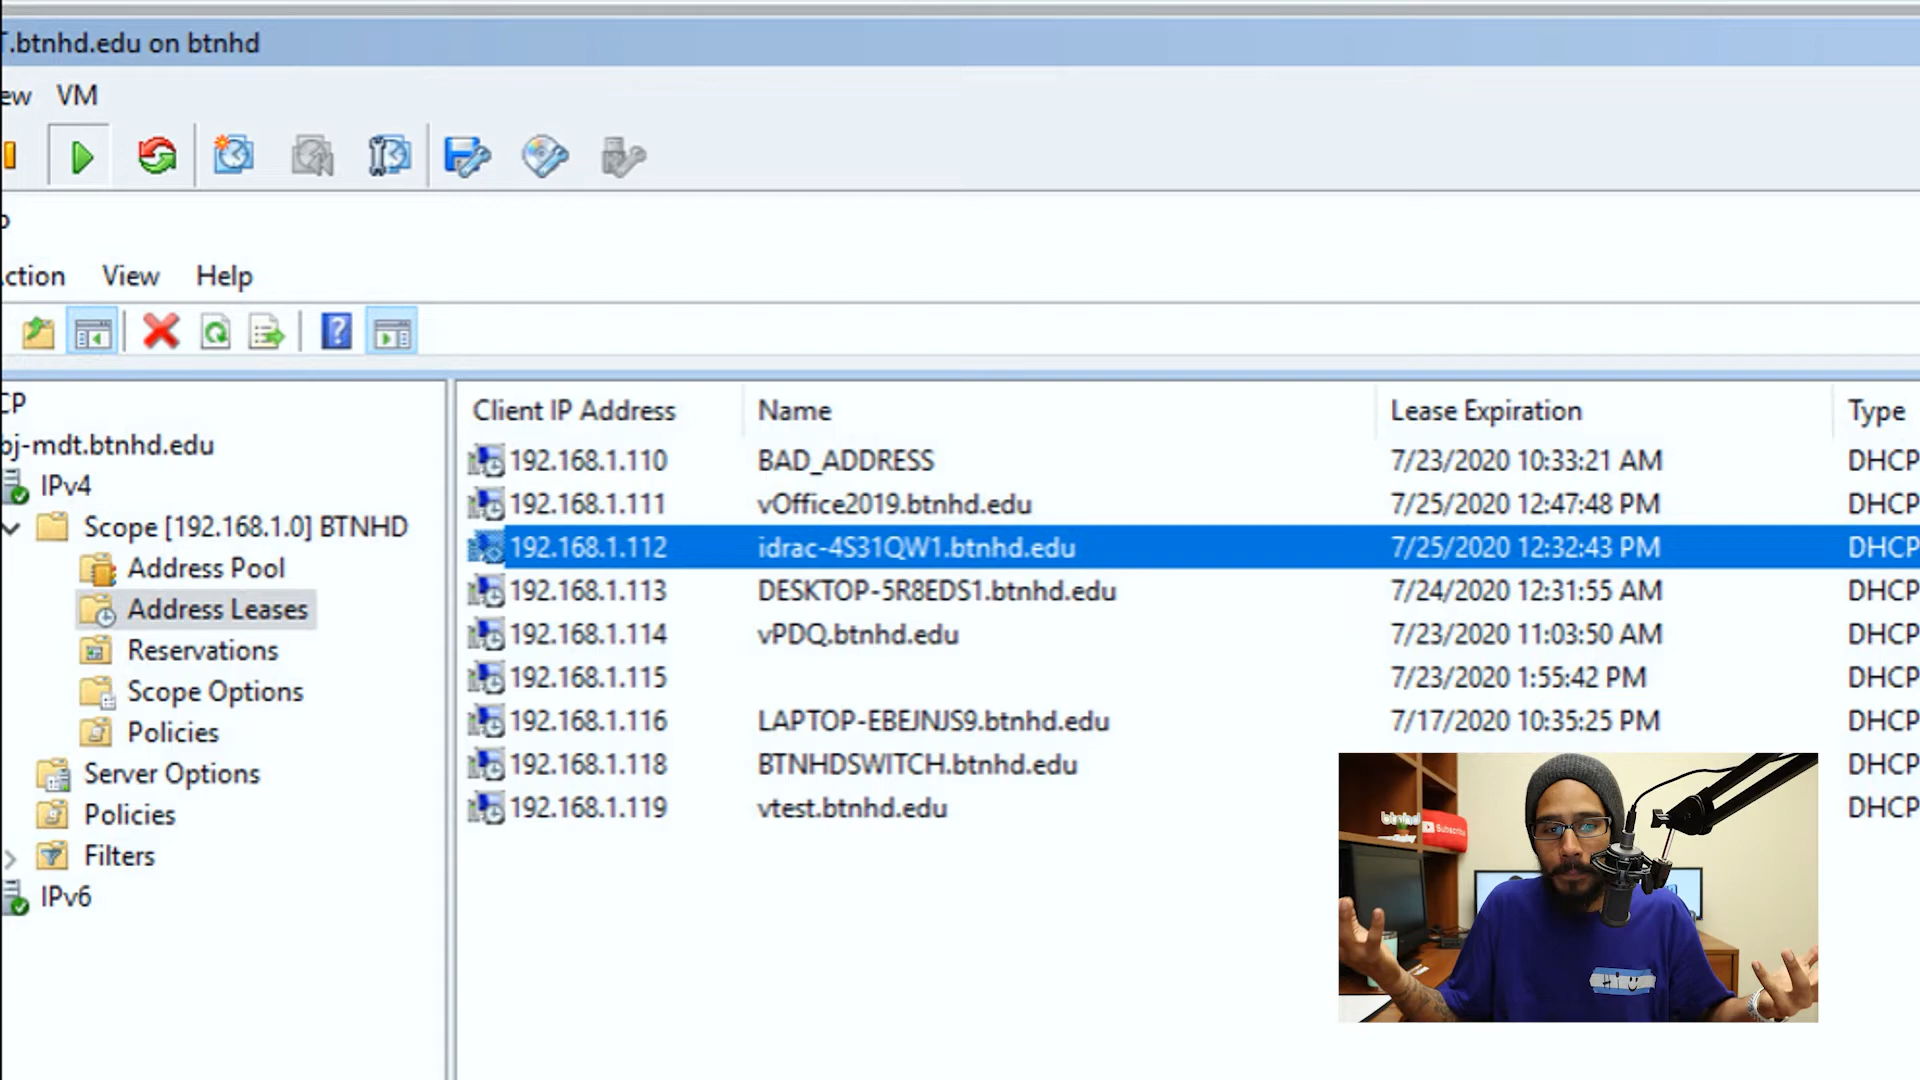 T.btnhd.edu on btnhd
ew VM
Action View Help
CP
bj-mdt.btnhd.edu
IPv4
Scope [192.168.1.0] BTNHD
Address Pool
Address Leases
Reservations
Scope Options
Policies
Server Options
Policies
Filters
IPv6
Client IP Address Name Lease Expiration Type
192.168.1.110 BAD_ADDRESS 7/23/2020 10:33:21 AM DHCP
192.168.1.111 vOffice2019.btnhd.edu 7/25/2020 12:47:48 PM DHCP
192.168.1.112 idrac-4S31QW1.btnhd.edu 7/25/2020 12:32:43 PM DHCP
192.168.1.113 DESKTOP-5R8EDS1.btnhd.edu 7/24/2020 12:31:55 AM DHCP
192.168.1.114 vPDQ.btnhd.edu 7/23/2020 11:03:50 AM DHCP
192.168.1.115 7/23/2020 1:55:42 PM DHCP
192.168.1.116 LAPTOP-EBEJNJS9.btnhd.edu 7/17/2020 10:35:25 PM DHCP
192.168.1.118 BTNHDSWITCH.btnhd.edu DHCP
192.168.1.119 vtest.btnhd.edu DHCP
btnhd
Subscribe
Hi